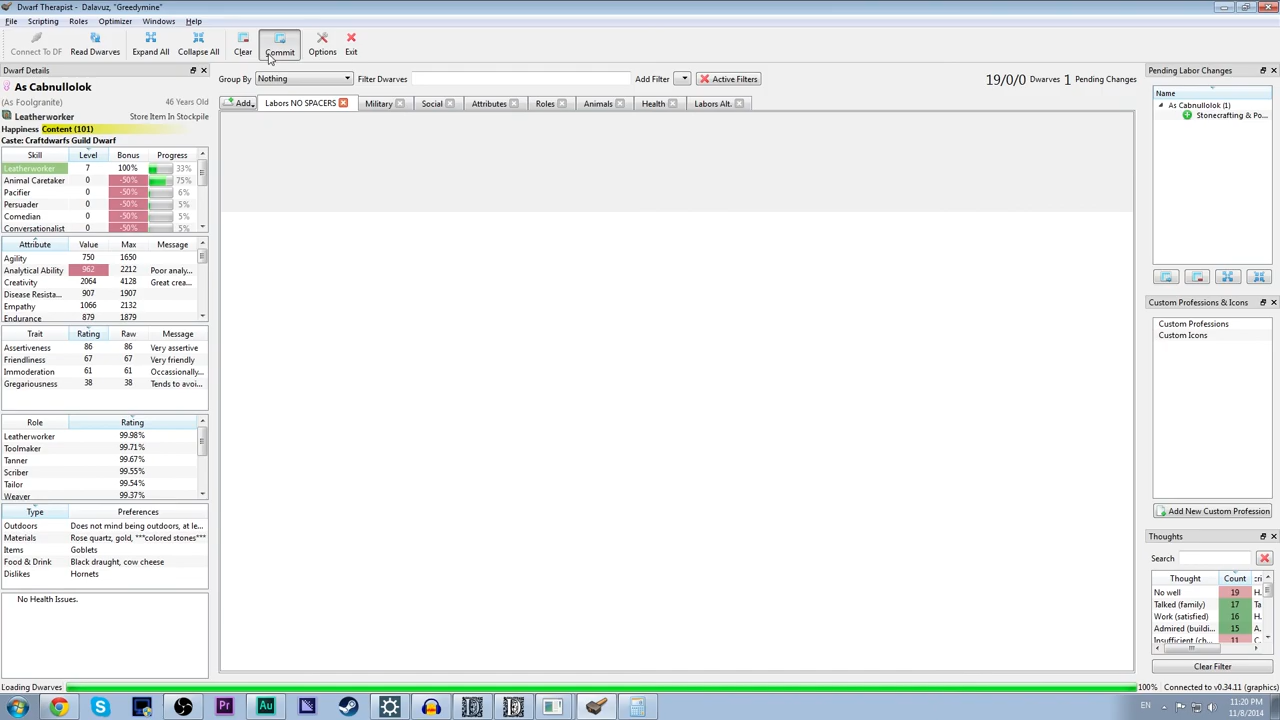 Dwarf Therapist - Dalavuz, "Greedymine"
File Scripting Roles Optimizer Windows Help
Connect To DF Read Dwarves Expand All Collapse All Clear Commit Options Exit
Dwarf Details
As Cabnullolok
(As Foolgranite) 46 Years Old
Leatherworker Store Item In Stockpile
Happiness Content (101)
Caste: Craftdwarfs Guild Dwarf
Skill Level Bonus Progress
Leatherworker 7 100% 33%
Animal Caretaker 0 -50% 75%
Pacifier 0 -50% 6%
Persuader 0 -50% 5%
Comedian 0 -50% 5%
Conversationalist 0 -50% 5%
Attribute Value Max Message
Agility 750 1650
Analytical Ability 962 2212 Poor analy...
Creativity 2064 4128 Great crea...
Disease Resista... 907 1907
Empathy 1066 2132
Endurance 879 1879
Trait Rating Raw Message
Assertiveness 86 86 Very assertive
Friendliness 67 67 Very friendly
Immoderation 61 61 Occassionally...
Gregariousness 38 38 Tends to avoi...
Role Rating
Leatherworker 99.98%
Toolmaker 99.71%
Tanner 99.67%
Scriber 99.55%
Tailor 99.54%
Weaver 99.37%
Type Preferences
Outdoors Does not mind being outdoors, at le...
Materials Rose quartz, gold, ***colored stones***
Items Goblets
Food & Drink Black draught, cow cheese
Dislikes Hornets
No Health Issues.
Group By Nothing Filter Dwarves Add Filter Active Filters 19/0/0 Dwarves 1 Pending Changes
Add Labors NO SPACERS Military Social Attributes Roles Animals Health Labors Alt.
Pending Labor Changes
Name
As Cabnullolok (1)
Stonecrafting & Po...
Custom Professions & Icons
Custom Professions
Custom Icons
Add New Custom Profession
Thoughts
Search
Thought Count :ri
No well 19 H.
Talked (family) 17 Ta
Work (satisfied) 16 H.
Admired (buildi... 15 A.
Insufficient (ch... 11 C.
Clear Filter
Loading Dwarves 100% Connected to v0.34.11 (graphics)
Pr Au EN 11:20 PM
11/8/2014